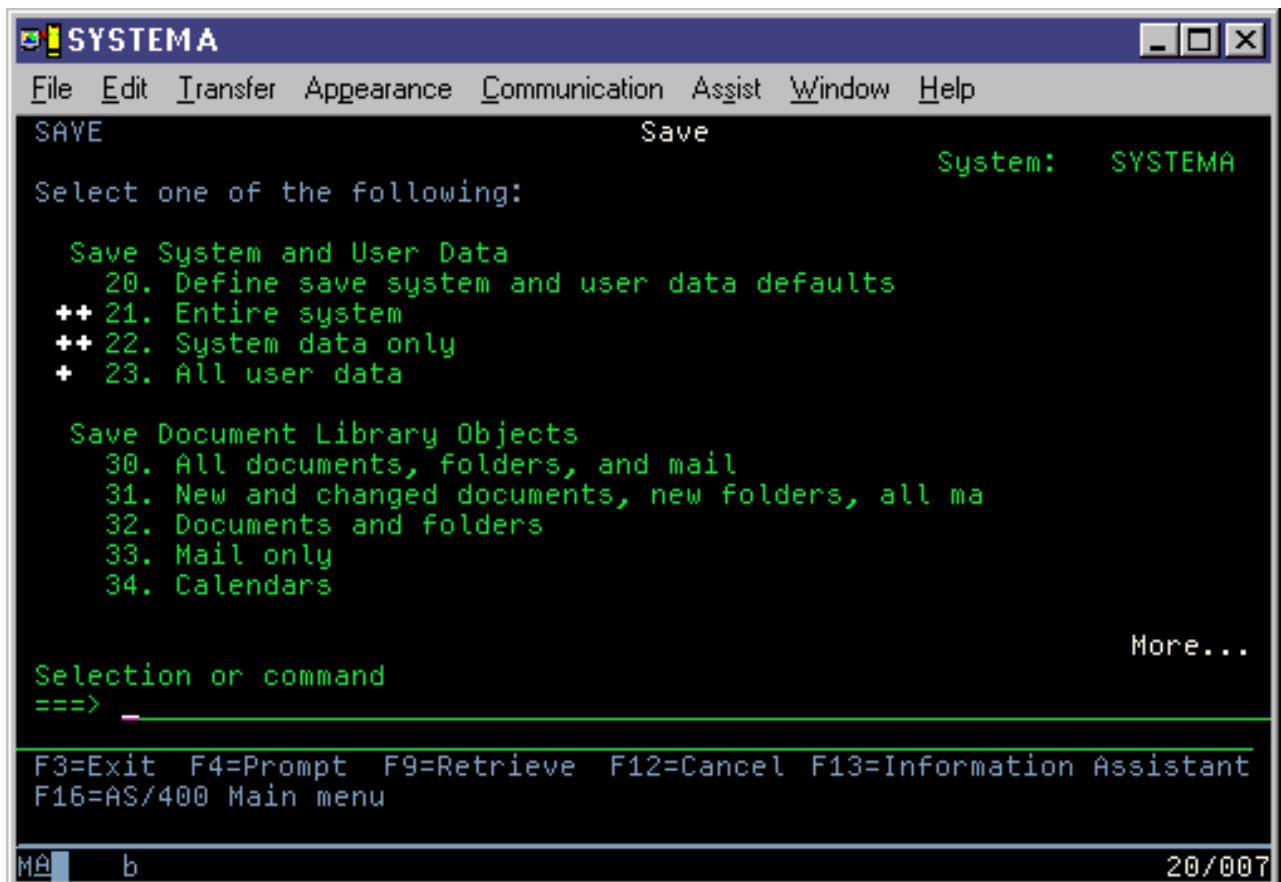 SYSTEMA
File Edit Transfer Appearance Communication Assist Window Help
SAVE Save
System: SYSTEMA
Select one of the following:
Save System and User Data
20. Define save system and user data defaults
++ 21. Entire system
++ 22. System data only
+ 23. All user data
Save Document Library Objects
30. All documents, folders, and mail
31. New and changed documents, new folders, all ma
32. Documents and folders
33. Mail only
34. Calendars
More...
Selection or command
===> _
F3=Exit F4=Prompt F9=Retrieve F12=Cancel F13=Information Assistant
F16=AS/400 Main menu
MA b 20/007